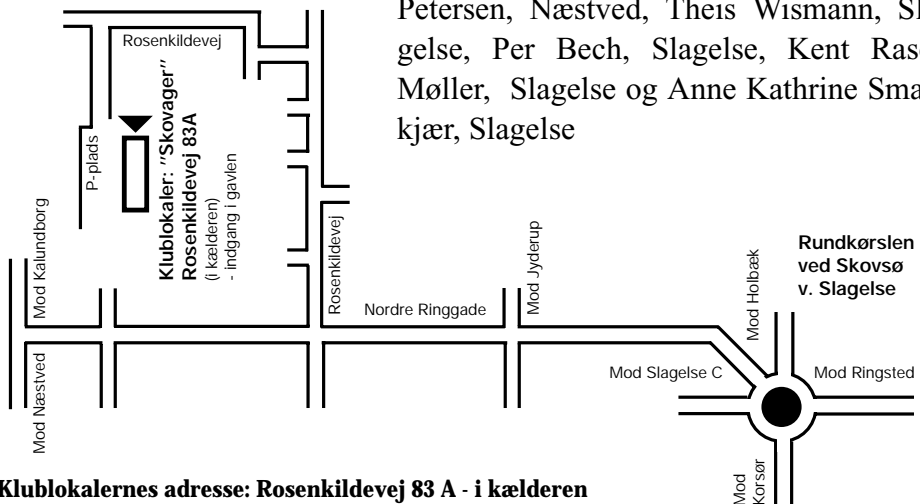 Petersen, Næstved, Theis Wismann, Sl
gelse, Per Bech, Slagelse, Kent Ras
Møller, Slagelse og Anne Kathrine Sma
kjær, Slagelse
Rosenkildevej
P-plads
Klublokaler: "Skovager"
Rosenkildevej 83A
(i kælderen)
- indgang i gavlen
Mod Kalundborg
Rosenkildevej
Mod Jyderup
Mod Holbæk
Rundkørslen
ved Skovsø
v. Slagelse
Nordre Ringgade
Mod Slagelse C
Mod Ringsted
Mod Næstved
Mod
Korsør
Klublokalernes adresse: Rosenkildevej 83 A - i kælderen